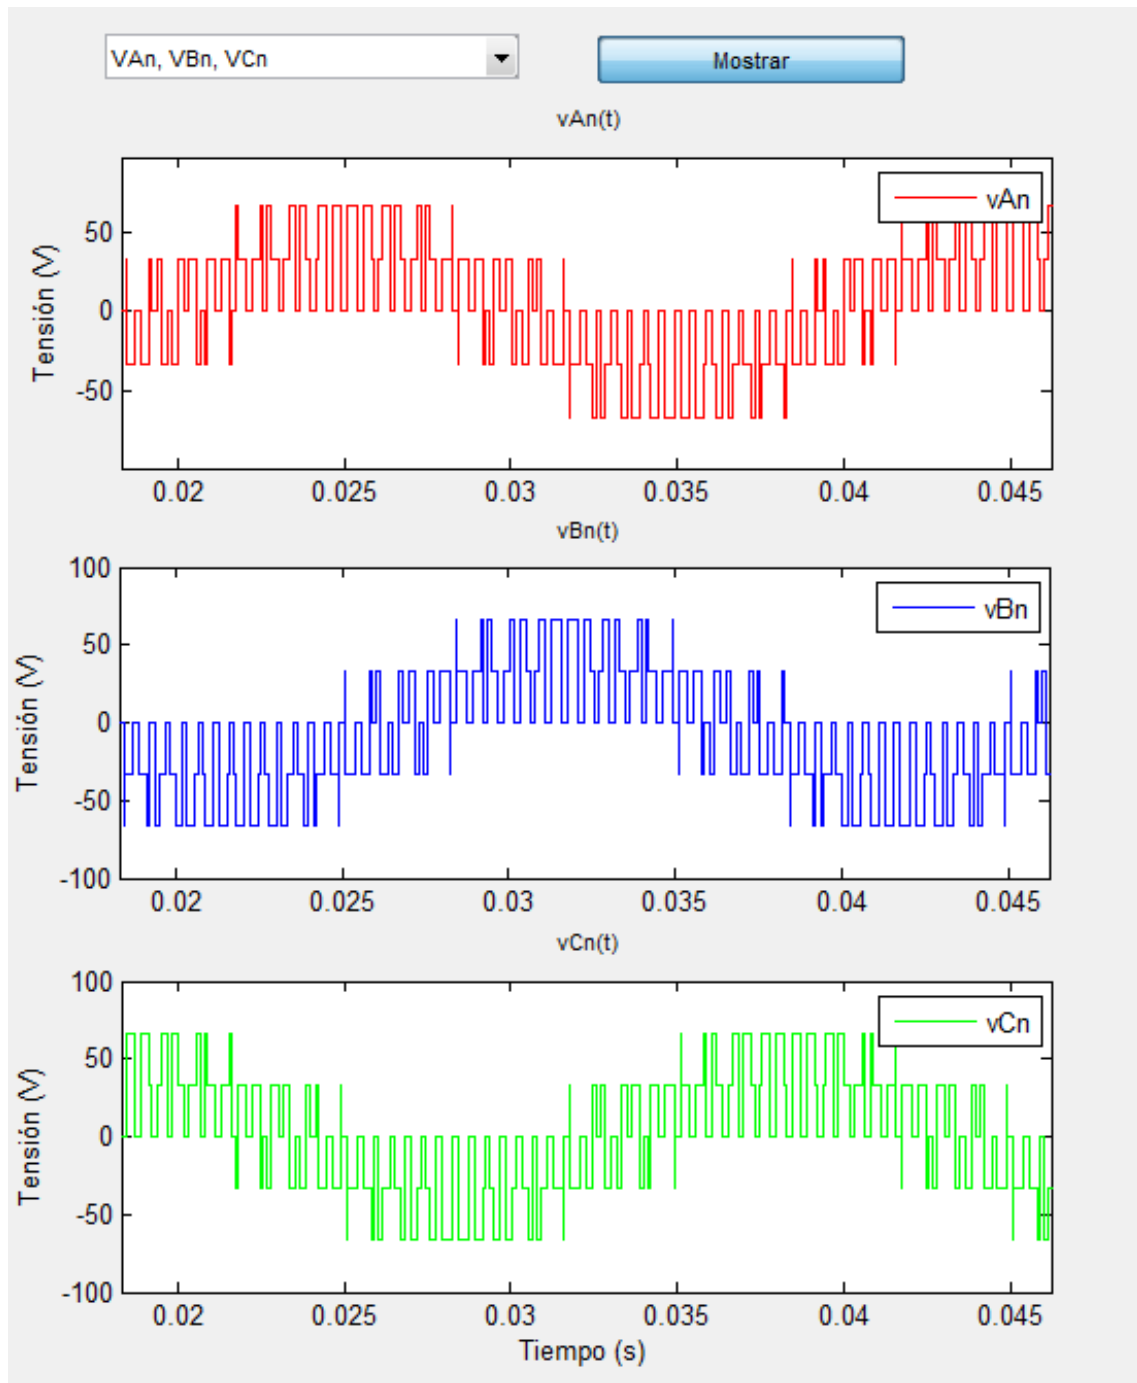 VAn, VBn, VCn
Mostrar
vAn(t)
vAn
50
0
-50
Tensión (V)
0.02 0.025 0.03 0.035 0.04 0.045
vBn(t)
vBn
100
50
0
-50
-100
Tensión (V)
0.02 0.025 0.03 0.035 0.04 0.045
vCn(t)
vCn
100
50
0
-50
-100
Tensión (V)
0.02 0.025 0.03 0.035 0.04 0.045
Tiempo (s)